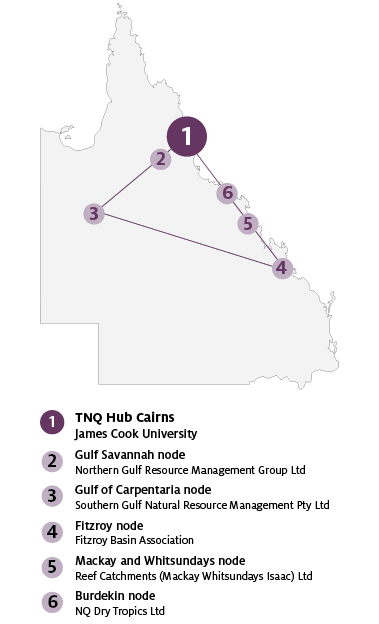 1
2
3
6
5
4
1 TNQ Hub Cairns
James Cook University
2 Gulf Savannah node
Northern Gulf Resource Management Group Ltd
3 Gulf of Carpentaria node
Southern Gulf Natural Resource Management Pty Ltd
4 Fitzroy node
Fitzroy Basin Association
5 Mackay and Whitsundays node
Reef Catchments (Mackay Whitsundays Isaac) Ltd
6 Burdekin node
NQ Dry Tropics Ltd